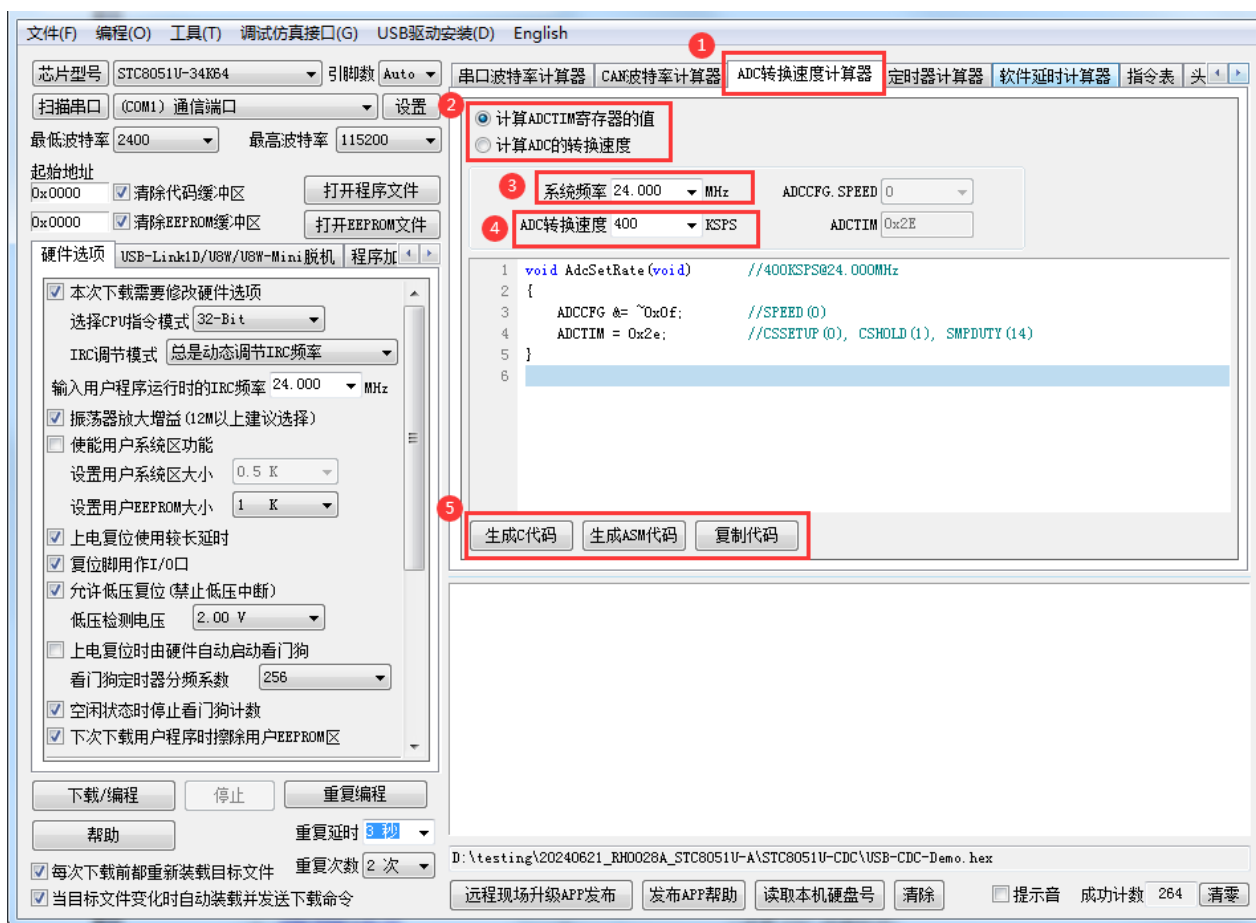 文件(F) 编程(O) 工具(T) 调试仿真接口(G) USB驱动安装(D) English
1
芯片型号 STC8051U-34K64 引脚数 Auto
扫描串口 (COM1) 通信端口 设置
最低波特率 2400 最高波特率 115200
起始地址
0x0000 清除代码缓冲区 打开程序文件
0x0000 清除EEPROM缓冲区 打开EEPROM文件
硬件选项 USB-Link1D/U8W/U8W-Mini脱机 程序加
本次下载需要修改硬件选项
选择CPU指令模式 32-Bit
IRC调节模式 总是动态调节IRC频率
输入用户程序运行时的IRC频率 24.000 MHz
振荡器放大增益(12M以上建议选择)
使能用户系统区功能
设置用户系统区大小 0.5 K
设置用户EEPROM大小 1 K
上电复位使用较长延时
复位脚用作I/O口
允许低压复位(禁止低压中断)
低压检测电压 2.00 V
上电复位时由硬件自动启动看门狗
看门狗定时器分频系数 256
空闲状态时停止看门狗计数
下次下载用户程序时擦除用户EEPROM区
下载/编程 停止 重复编程
帮助 重复延时 3 秒
每次下载前都重新装载目标文件 重复次数 2 次
当目标文件变化时自动装载并发送下载命令
串口波特率计算器 CAN波特率计算器 ADC转换速度计算器 定时器计算器 软件延时计算器 指令表 头
2
计算ADCTIM寄存器的值
计算ADC的转换速度
3 系统频率 24.000 MHz ADCCFG.SPEED 0
4 ADC转换速度 400 KSPS ADCTIM 0x2E
1 void AdcSetRate(void) //400KSPS@24.000MHz
2 {
3 ADCCFG &= ~0x0f; //SPEED(0)
4 ADCTIM = 0x2e; //CSSETUP(0), CSHOLD(1), SMPDUTY(14)
5 }
6
5
生成C代码 生成ASM代码 复制代码
D:\testing\20240621_RH0028A_STC8051U-A\STC8051U-CDC\USB-CDC-Demo.hex
远程现场升级APP发布 发布APP帮助 读取本机硬盘号 清除 提示音 成功计数 264 清零